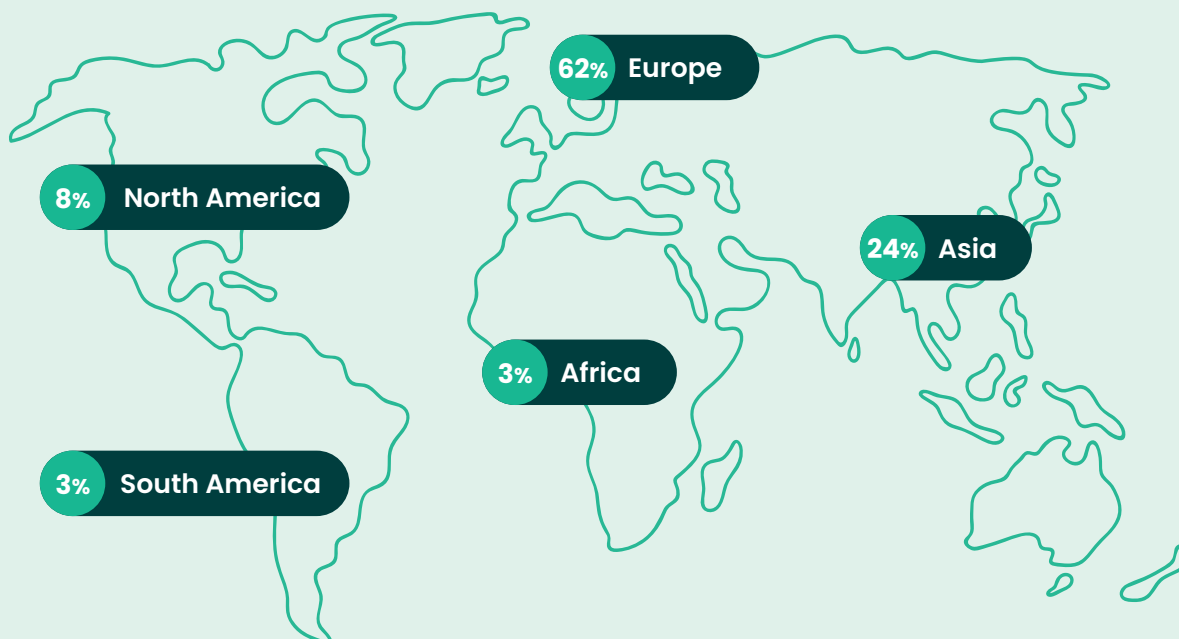 62% Europe
8% North America
24% Asia
3% Africa
3% South America